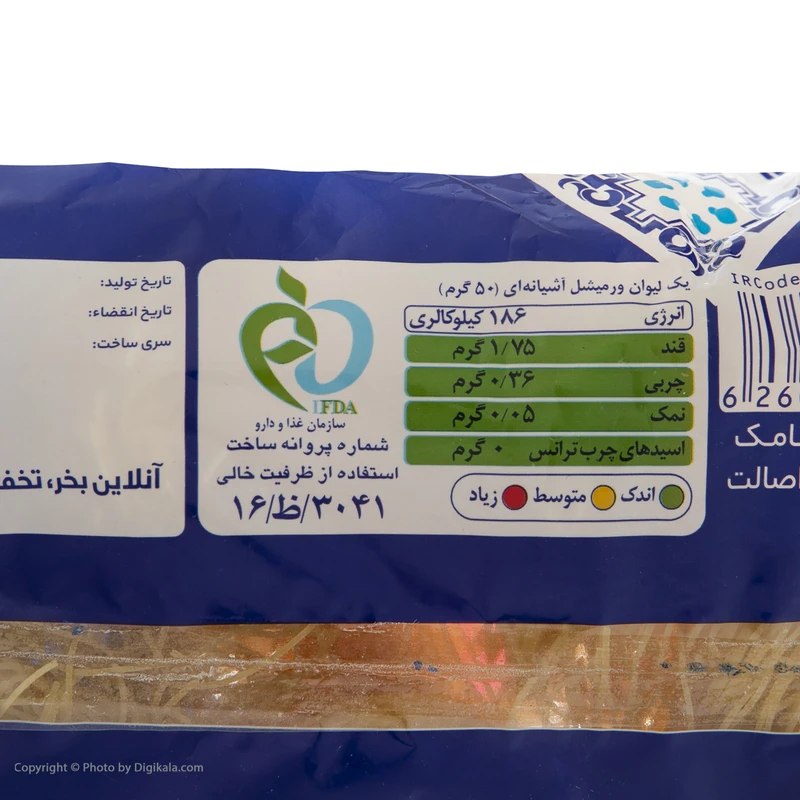 یک لیوان ورمیشل آشیانه‌ای (۵۰ گرم)
انرژی ۱۸۶ کیلوکالری
قند ۱/۷۵ گرم
چربی ۰/۳۶ گرم
نمک ۰/۰۵ گرم
اسیدهای چرب ترانس ۰ گرم
اندک متوسط زیاد
IFDA
سازمان غذا و دارو
شماره پروانه ساخت
استفاده از ظرفیت خالی
۱۶/ظ/۳۰۴۱
تاریخ تولید:
تاریخ انقضاء:
سری ساخت:
آنلاین بخر، تخف
IRCode
6 26
اصالت
Copyright © Photo by Digikala.com